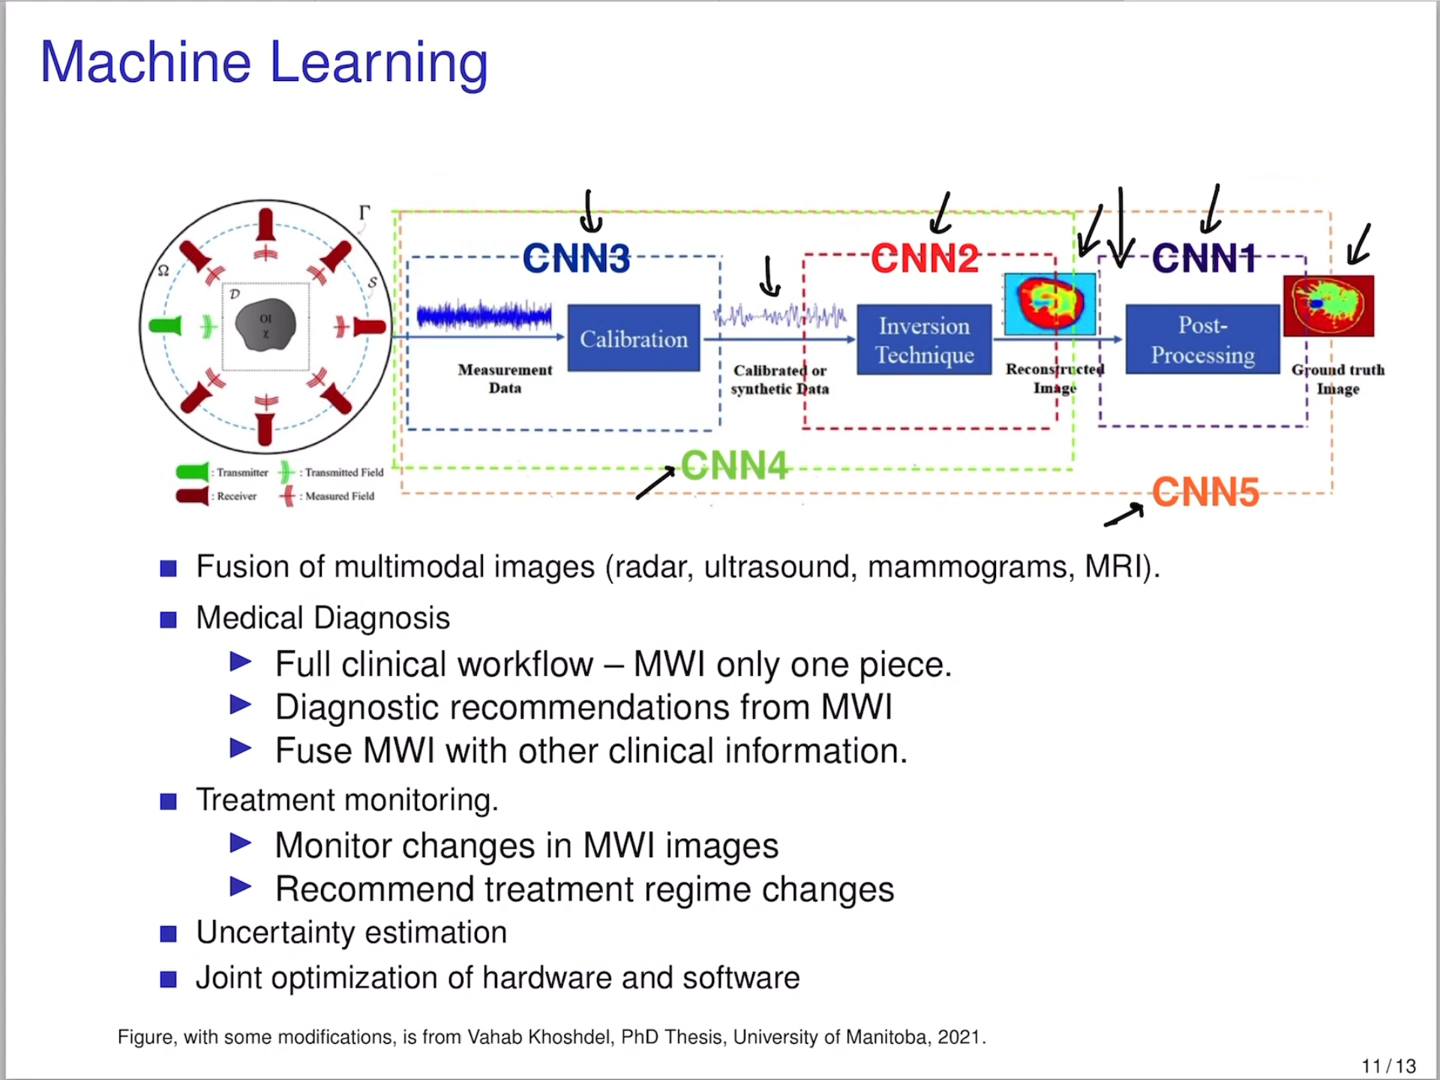 Machine Learning
Γ
Ω
S
D
OI
χ
CNN3
CNN2
CNN1
Calibration
Inversion
Technique
Post-
Processing
Measurement
Data
Calibrated or
synthetic Data
Reconstructed
Image
Ground truth
Image
: Transmitter
: Transmitted Field
: Receiver
: Measured Field
CNN4
CNN5
Fusion of multimodal images (radar, ultrasound, mammograms, MRI).
Medical Diagnosis
Full clinical workflow – MWI only one piece.
Diagnostic recommendations from MWI
Fuse MWI with other clinical information.
Treatment monitoring.
Monitor changes in MWI images
Recommend treatment regime changes
Uncertainty estimation
Joint optimization of hardware and software
Figure, with some modifications, is from Vahab Khoshdel, PhD Thesis, University of Manitoba, 2021.
11 / 13